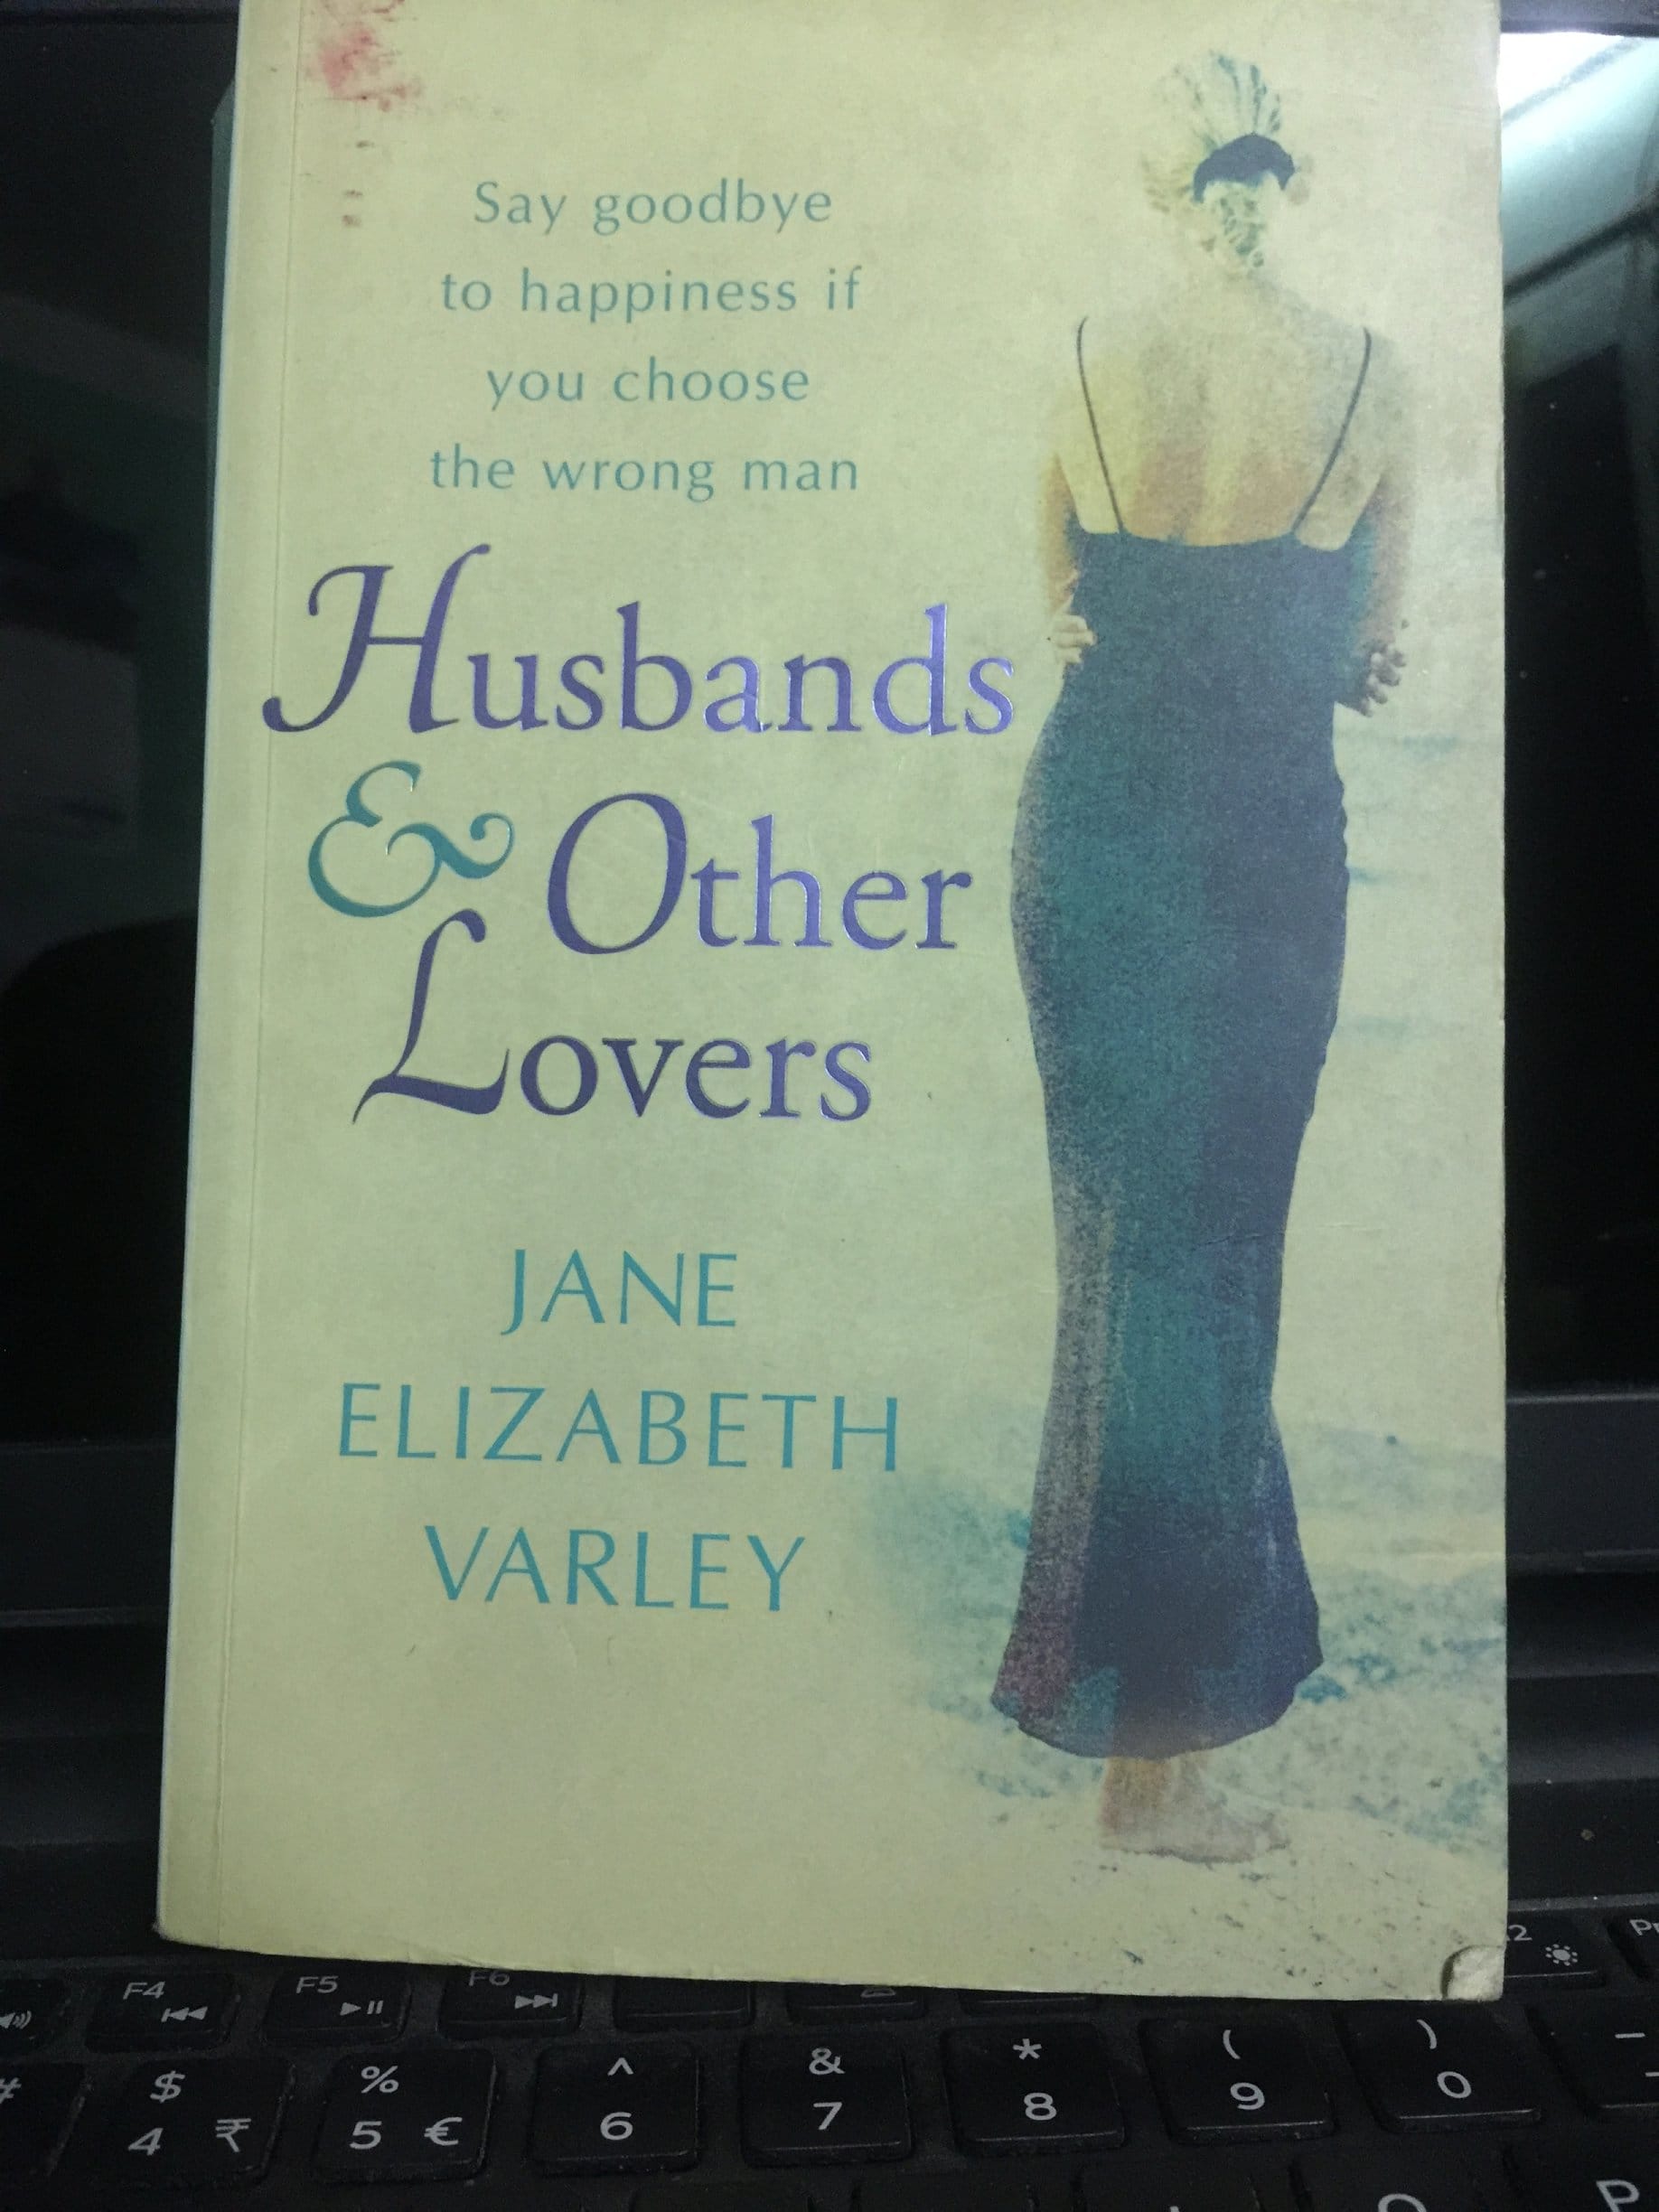 Say goodbye
to happiness if
you choose
the wrong man
Husbands
& Other
Lovers
JANE
ELIZABETH
VARLEY
F4
F5
F6
$
4 ₹
%
5 €
^
6
&
7
*
8
(
9
)
0
P